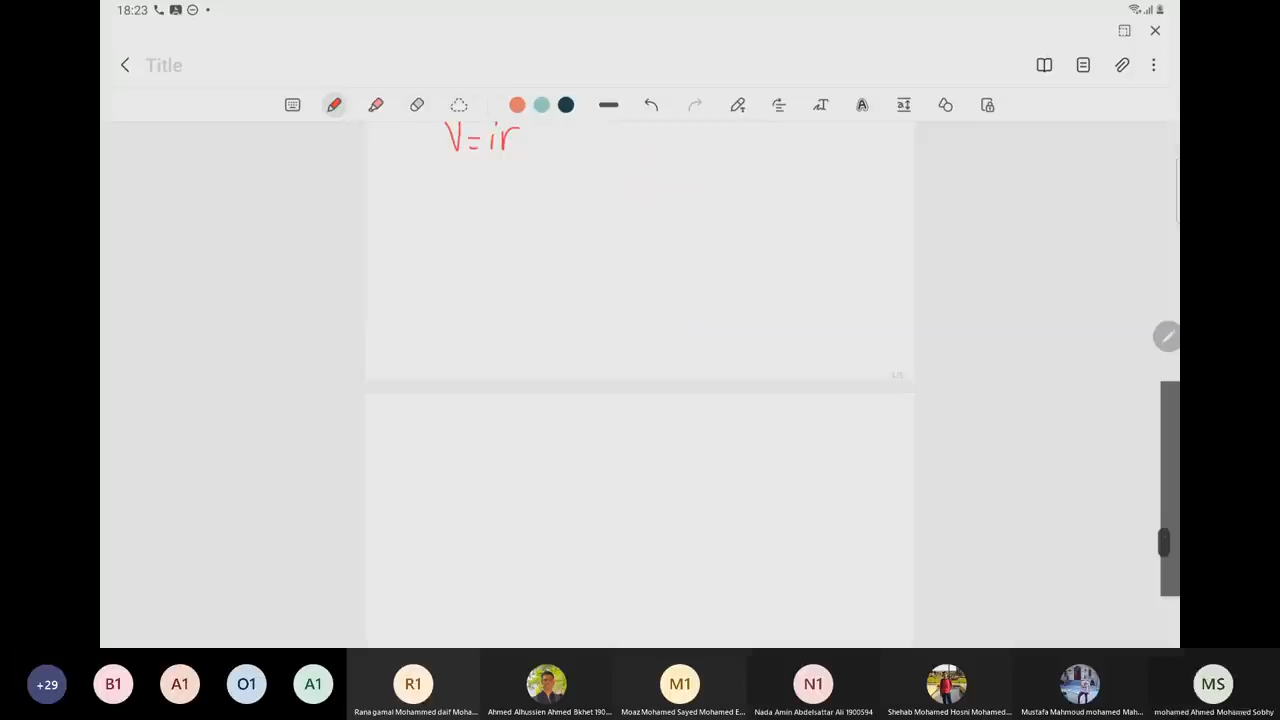 18:23
Title
V=ir
1/5
+29
B1
A1
O1
A1
R1
M1
N1
MS
Rana gamal Mohammed daif Moha...
Ahmed Alhussien Ahmed Bkhet 190...
Moaz Mohamed Sayed Mohamed E...
Nada Amin Abdelsattar Ali 1900594
Shehab Mohamed Hosni Mohamed...
Mustafa Mahmoud mohamed Mah...
mohamed Ahmed Mohamed Sobhy